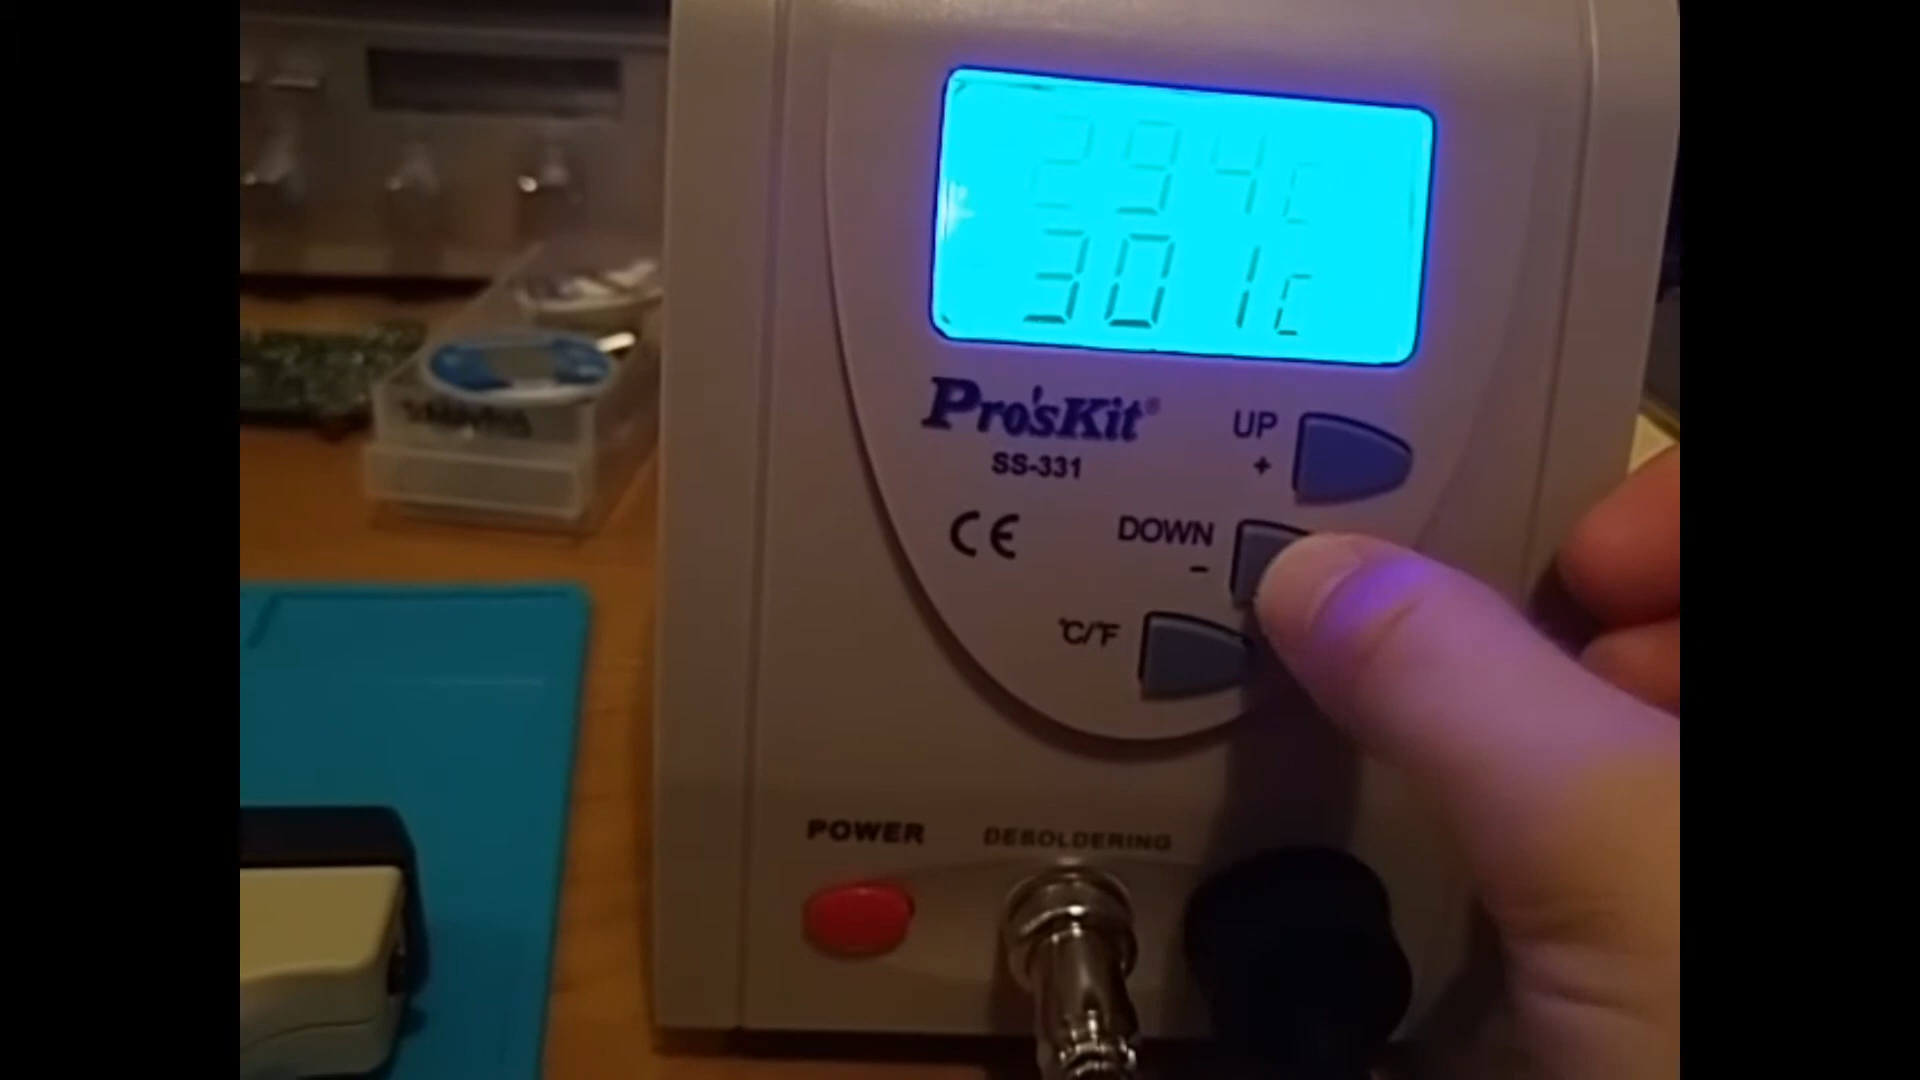 294c
301c
Pro'sKit®
SS-331
UP
+
CE
DOWN
-
℃/℉
POWER
DESOLDERING